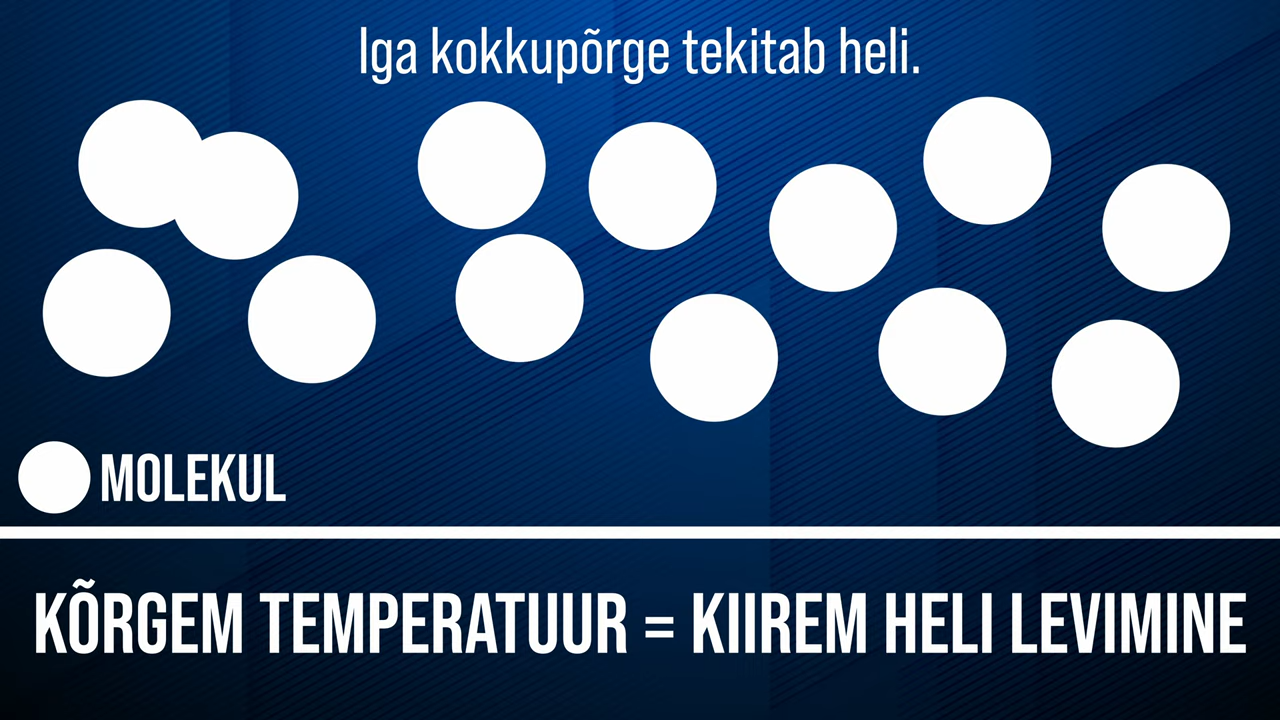 Iga kokkupõrge tekitab heli.
MOLEKUL
KÕRGEM TEMPERATUUR = KIIREM HELI LEVIMINE